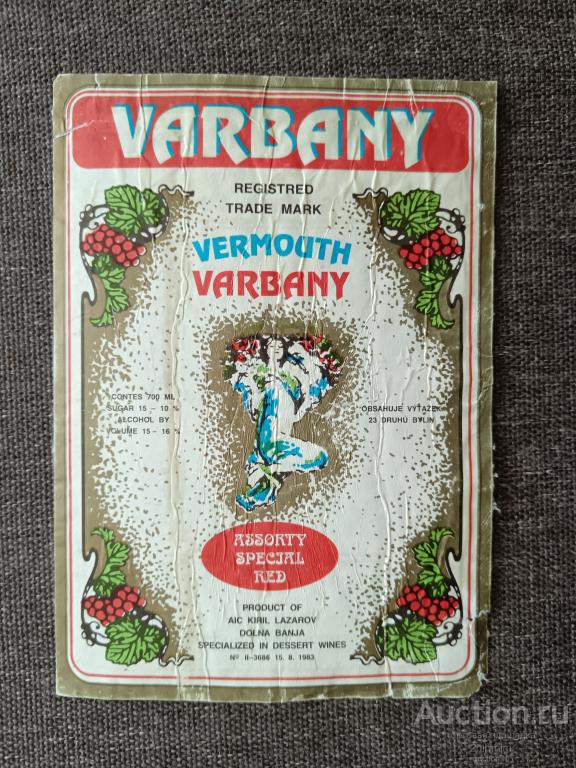 VARBANY
REGISTRED
TRADE MARK
VERMOUTH
VARBANY
CONTES 700 ML
SUGAR 15 – 10 %
ALCOHOL BY
VOLUME 15 – 16 %
OBSAHUJE VÝTAŽEK
23 DRUHŮ BYLIN
ASSORTY
SPECIAL
RED
PRODUCT OF
AIC KIRIL LAZAROV
DOLNA BANJA
SPECIALIZED IN DESSERT WINES
Nº II–3686 15. 8. 1983
Auction.ru